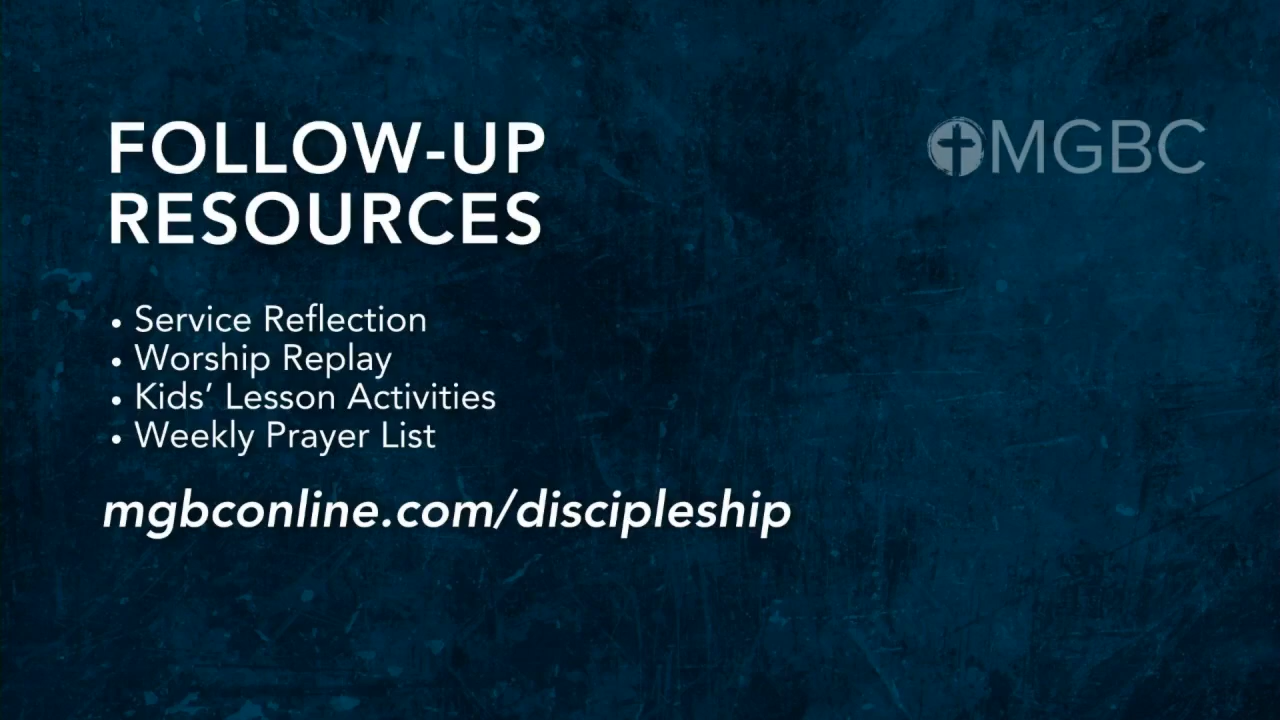 FOLLOW-UP
RESOURCES
MGBC
• Service Reflection
• Worship Replay
• Kids’ Lesson Activities
• Weekly Prayer List
mgbconline.com/discipleship